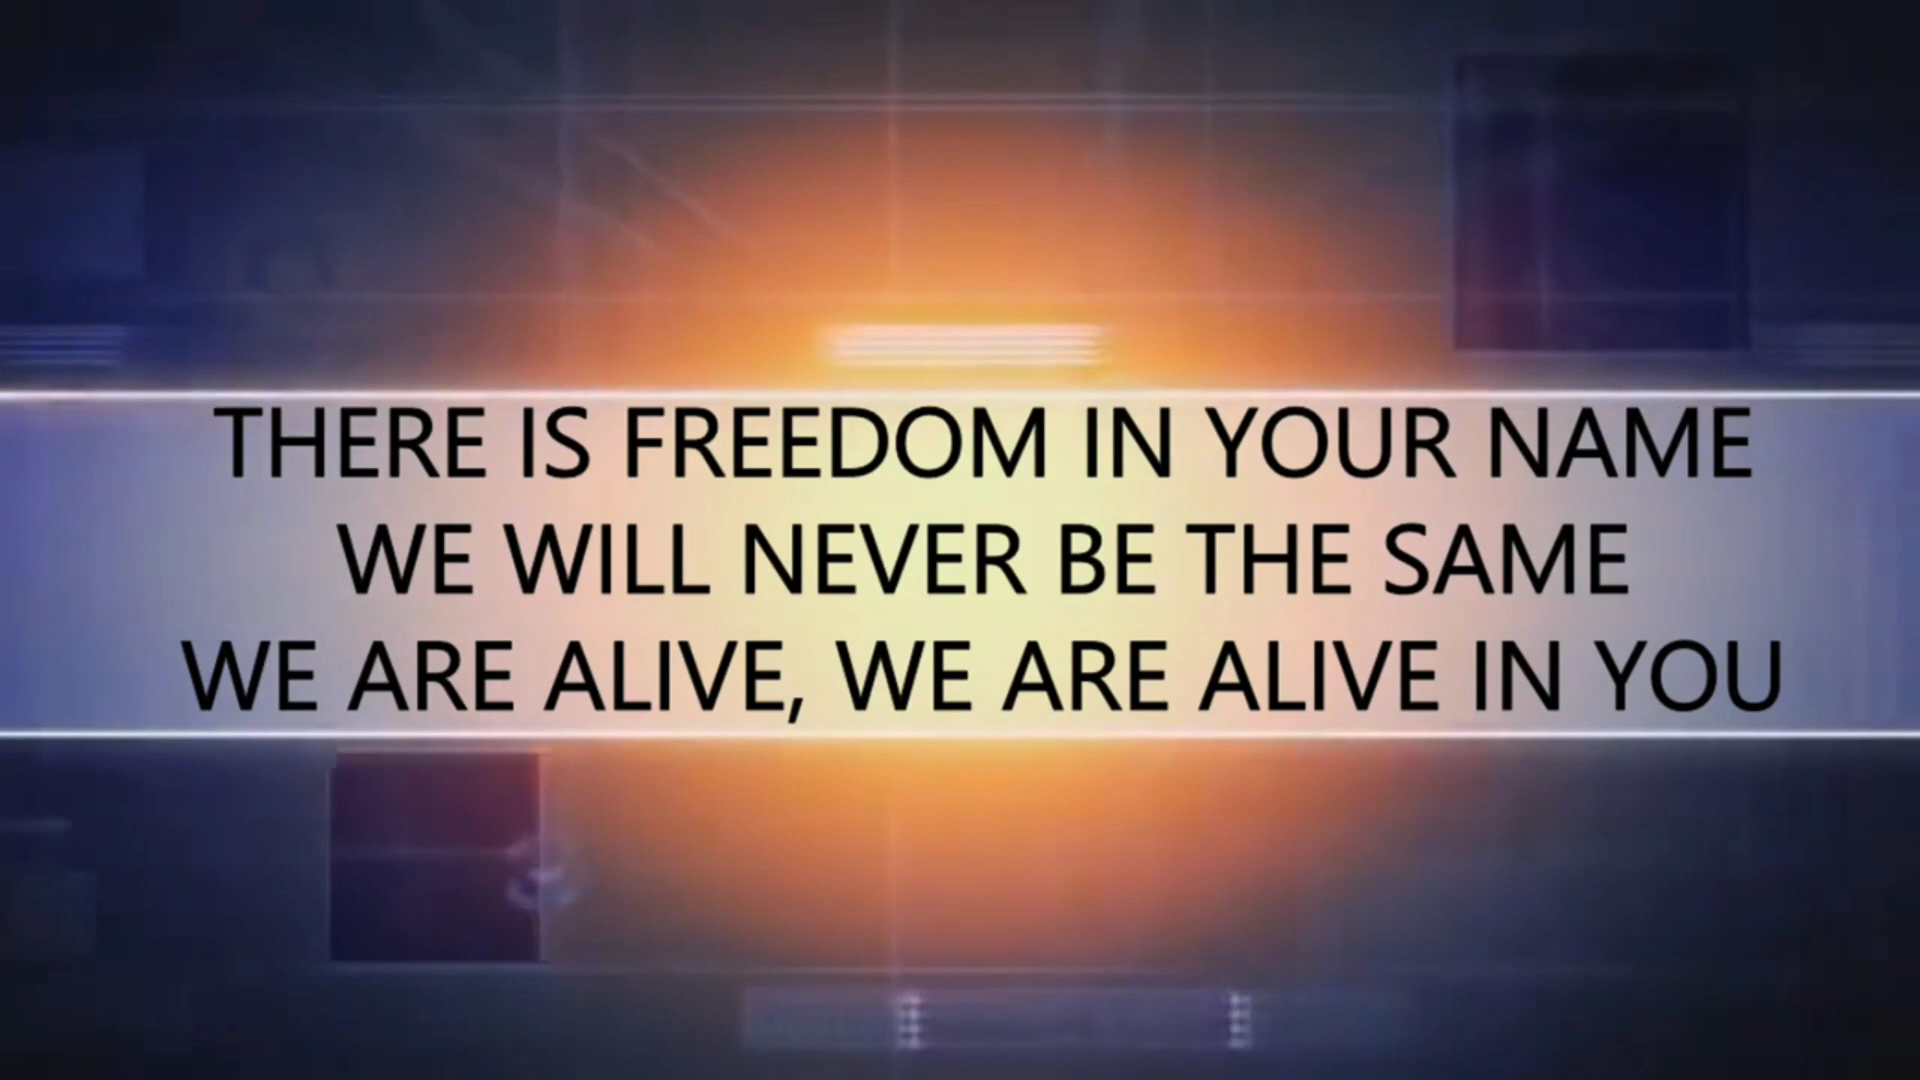 THERE IS FREEDOM IN YOUR NAME
WE WILL NEVER BE THE SAME
WE ARE ALIVE, WE ARE ALIVE IN YOU